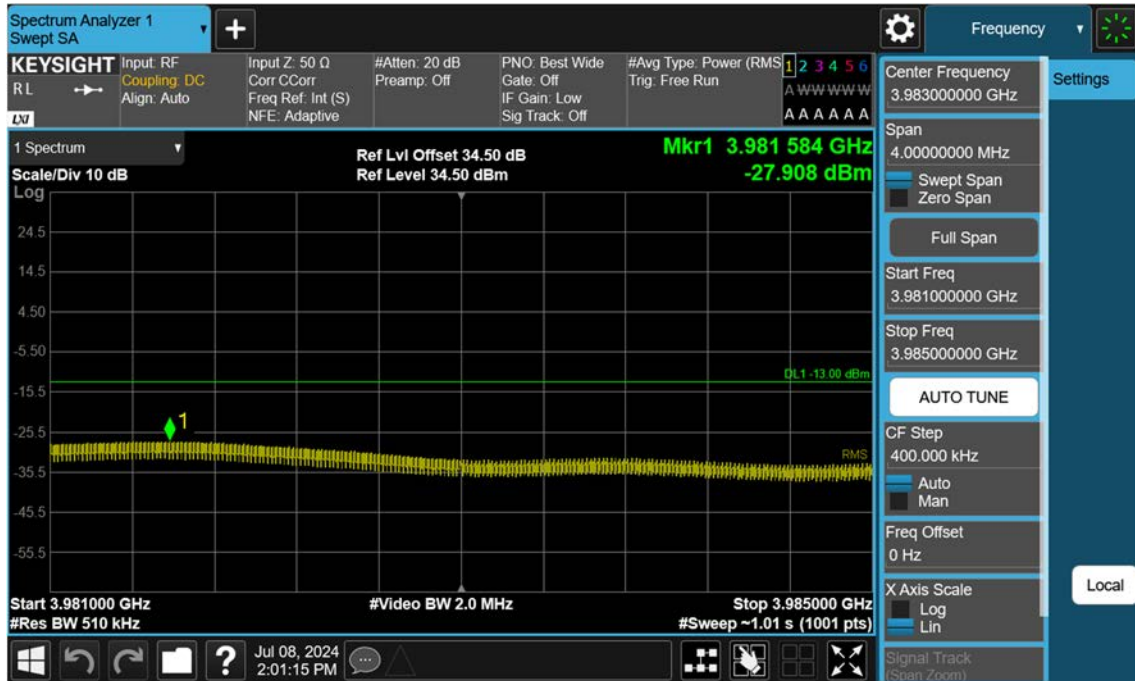 Spectrum Analyzer 1
Swept SA
Frequency
KEYSIGHT
R L
LXI
Input: RF
Coupling: DC
Align: Auto
Input Z: 50 Ω
Corr CCorr
Freq Ref: Int (S)
NFE: Adaptive
#Atten: 20 dB
Preamp: Off
PNO: Best Wide
Gate: Off
IF Gain: Low
Sig Track: Off
#Avg Type: Power (RMS
Trig: Free Run
1 2 3 4 5 6
A W W W W W
A A A A A A
1 Spectrum
Scale/Div 10 dB
Ref Lvl Offset 34.50 dB
Ref Level 34.50 dBm
Mkr1 3.981 584 GHz
-27.908 dBm
Log
24.5
14.5
4.50
-5.50
DL1 -13.00 dBm
-15.5
1
-25.5
RMS
-35.5
-45.5
-55.5
Start 3.981000 GHz
#Res BW 510 kHz
#Video BW 2.0 MHz
Stop 3.985000 GHz
#Sweep ~1.01 s (1001 pts)
Jul 08, 2024
2:01:15 PM
?
Center Frequency
3.983000000 GHz
Span
4.00000000 MHz
Swept Span
Zero Span
Full Span
Start Freq
3.981000000 GHz
Stop Freq
3.985000000 GHz
AUTO TUNE
CF Step
400.000 kHz
Auto
Man
Freq Offset
0 Hz
X Axis Scale
Log
Lin
Signal Track
(Span Zoom)
Settings
Local